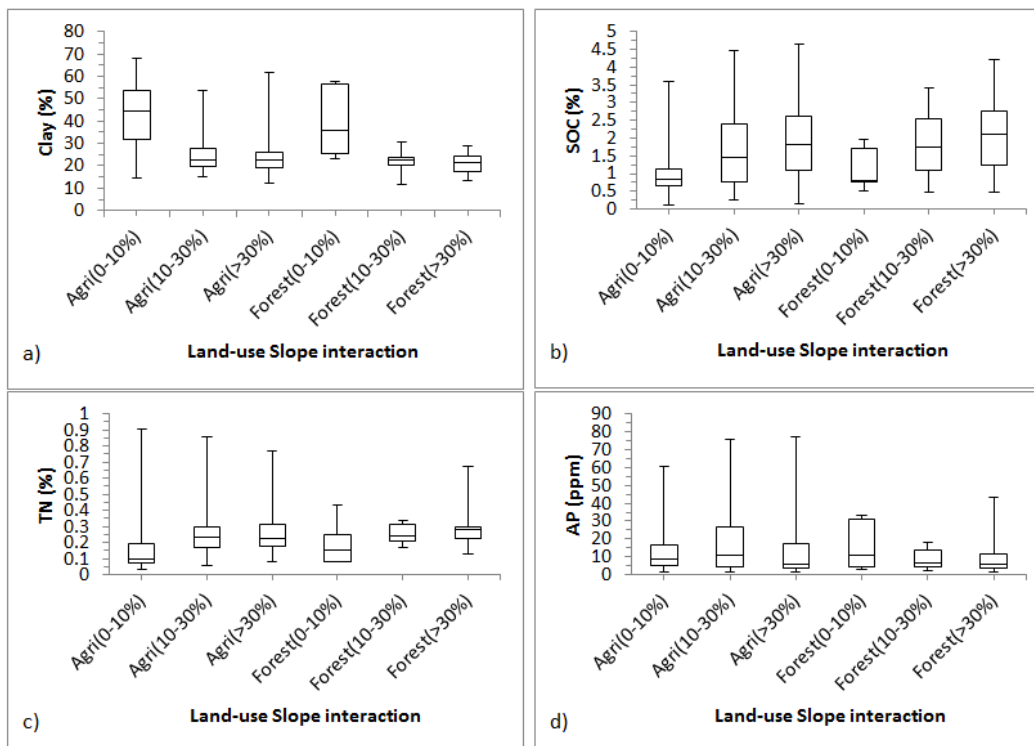 80
70
60
50
40
30
20
10
0
Clay (%)
Agri(0-10%)
Agri(10-30%)
Agri(>30%)
Forest(0-10%)
Forest(10-30%)
Forest(>30%)
a)
Land-use Slope interaction
5
4.5
4
3.5
3
2.5
2
1.5
1
0.5
0
SOC (%)
Agri(0-10%)
Agri(10-30%)
Agri(>30%)
Forest(0-10%)
Forest(10-30%)
Forest(>30%)
b)
Land-use Slope interaction
1
0.9
0.8
0.7
0.6
0.5
0.4
0.3
0.2
0.1
0
TN (%)
Agri(0-10%)
Agri(10-30%)
Agri(>30%)
Forest(0-10%)
Forest(10-30%)
Forest(>30%)
c)
Land-use Slope interaction
90
80
70
60
50
40
30
20
10
0
AP (ppm)
Agri(0-10%)
Agri(10-30%)
Agri(>30%)
Forest(0-10%)
Forest(10-30%)
Forest(>30%)
d)
Land-use Slope interaction